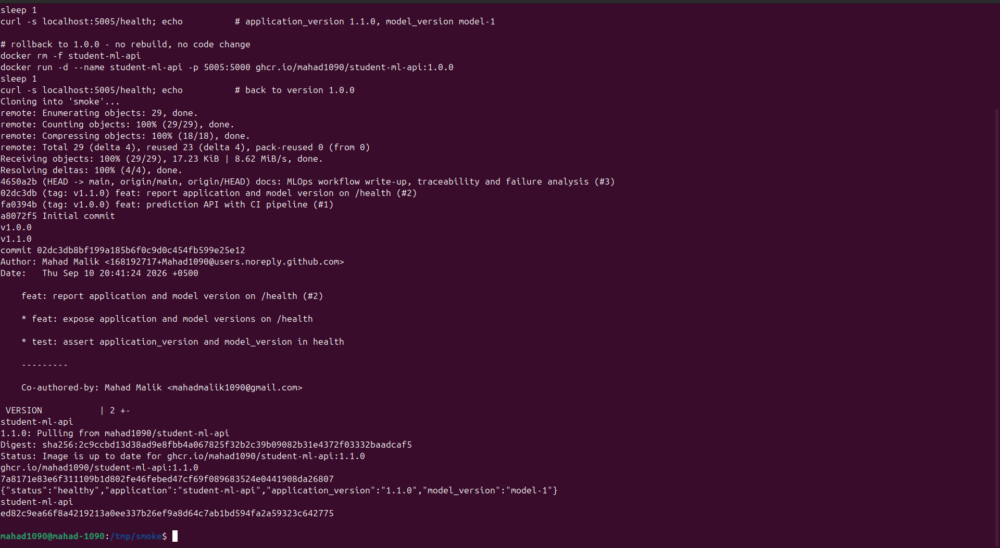 sleep 1
curl -s localhost:5005/health; echo          # application_version 1.1.0, model_version model-1
# rollback to 1.0.0 - no rebuild, no code change
docker rm -f student-ml-api
docker run -d --name student-ml-api -p 5005:5000 ghcr.io/mahad1090/student-ml-api:1.0.0
sleep 1
curl -s localhost:5005/health; echo          # back to version 1.0.0
Cloning into 'smoke'...
remote: Enumerating objects: 29, done.
remote: Counting objects: 100% (29/29), done.
remote: Compressing objects: 100% (18/18), done.
remote: Total 29 (delta 4), reused 23 (delta 4), pack-reused 0 (from 0)
Receiving objects: 100% (29/29), 17.23 KiB | 8.62 MiB/s, done.
Resolving deltas: 100% (4/4), done.
4650a2b (HEAD -> main, origin/main, origin/HEAD) docs: MLOps workflow write-up, traceability and failure analysis (#3)
02dc3db (tag: v1.1.0) feat: report application and model version on /health (#2)
fa0394b (tag: v1.0.0) feat: prediction API with CI pipeline (#1)
a8072f5 Initial commit
v1.0.0
v1.1.0
commit 02dc3db8bf199a185b6f0c9d0c454fb599e25e12
Author: Mahad Malik <168192717+Mahad1090@users.noreply.github.com>
Date:   Thu Sep 10 20:41:24 2026 +0500
    feat: report application and model version on /health (#2)
    * feat: expose application and model versions on /health
    * test: assert application_version and model_version in health
    ---------
    Co-authored-by: Mahad Malik <mahadmalik1090@gmail.com>
 VERSION           | 2 +-
student-ml-api
1.1.0: Pulling from mahad1090/student-ml-api
Digest: sha256:2c9ccbd13d38ad9e8fbb4a067825f32b2c39b09082b31e4372f03332baadcaf5
Status: Image is up to date for ghcr.io/mahad1090/student-ml-api:1.1.0
ghcr.io/mahad1090/student-ml-api:1.1.0
7a8171e83e6f311109b1d802fe46febed47cf69f089683524e0441908da26807
{"status":"healthy","application":"student-ml-api","application_version":"1.1.0","model_version":"model-1"}
student-ml-api
ed82c9ea66f8a4219213a0ee337b26ef9a8d64c7ab1bd594fa2a59323c642775
mahad1090@mahad-1090:/tmp/smoke$